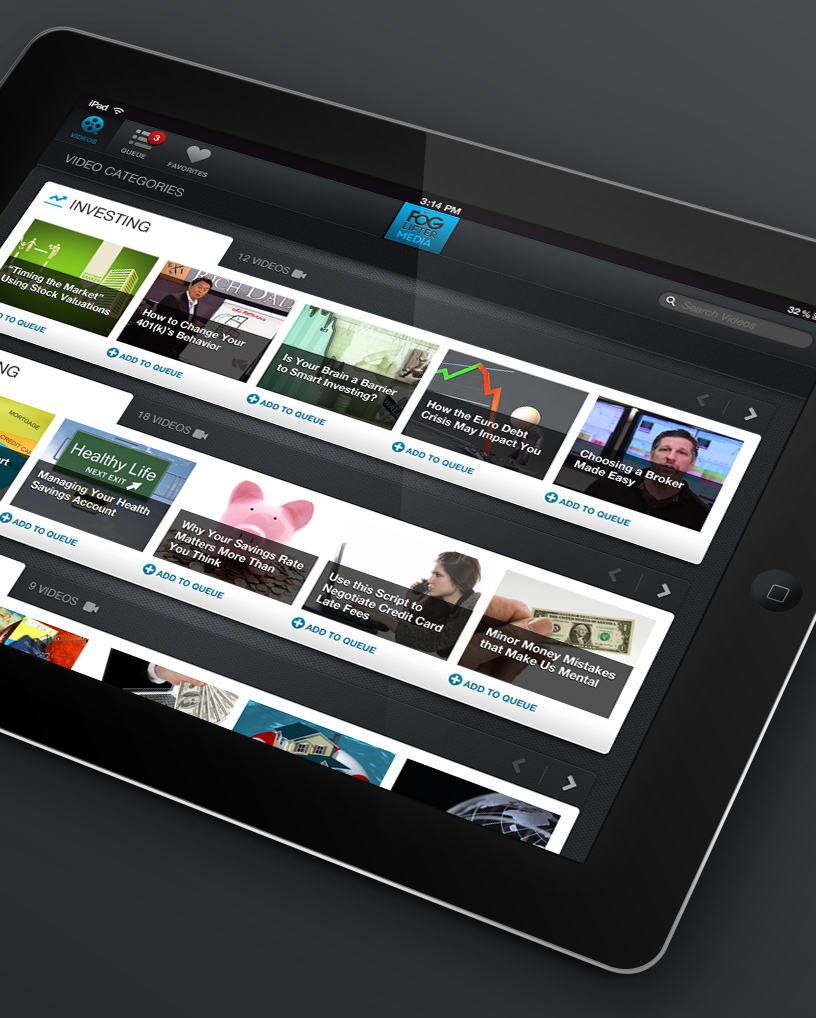 iPad
3:14 PM
32 %
VIDEOS
QUEUE
3
FAVORITES
FOG
LIFTER
MEDIA
Search Videos
VIDEO CATEGORIES
INVESTING
12 VIDEOS
"Timing the Market"
Using Stock Valuations
RICH DAD
How to Change Your
401(k)'s Behavior
Is Your Brain a Barrier
to Smart Investing?
How the Euro Debt
Crisis May Impact You
Choosing a Broker
Made Easy
TO QUEUE
ADD TO QUEUE
ADD TO QUEUE
ADD TO QUEUE
ADD TO QUEUE
NG
18 VIDEOS
MORTGAGE
CREDIT CA
ert
Healthy Life
NEXT EXIT
Managing Your Health
Savings Account
Why Your Savings Rate
Matters More Than
You Think
Use this Script to
Negotiate Credit Card
Late Fees
Minor Money Mistakes
that Make Us Mental
ADD TO QUEUE
ADD TO QUEUE
ADD TO QUEUE
ADD TO QUEUE
9 VIDEOS